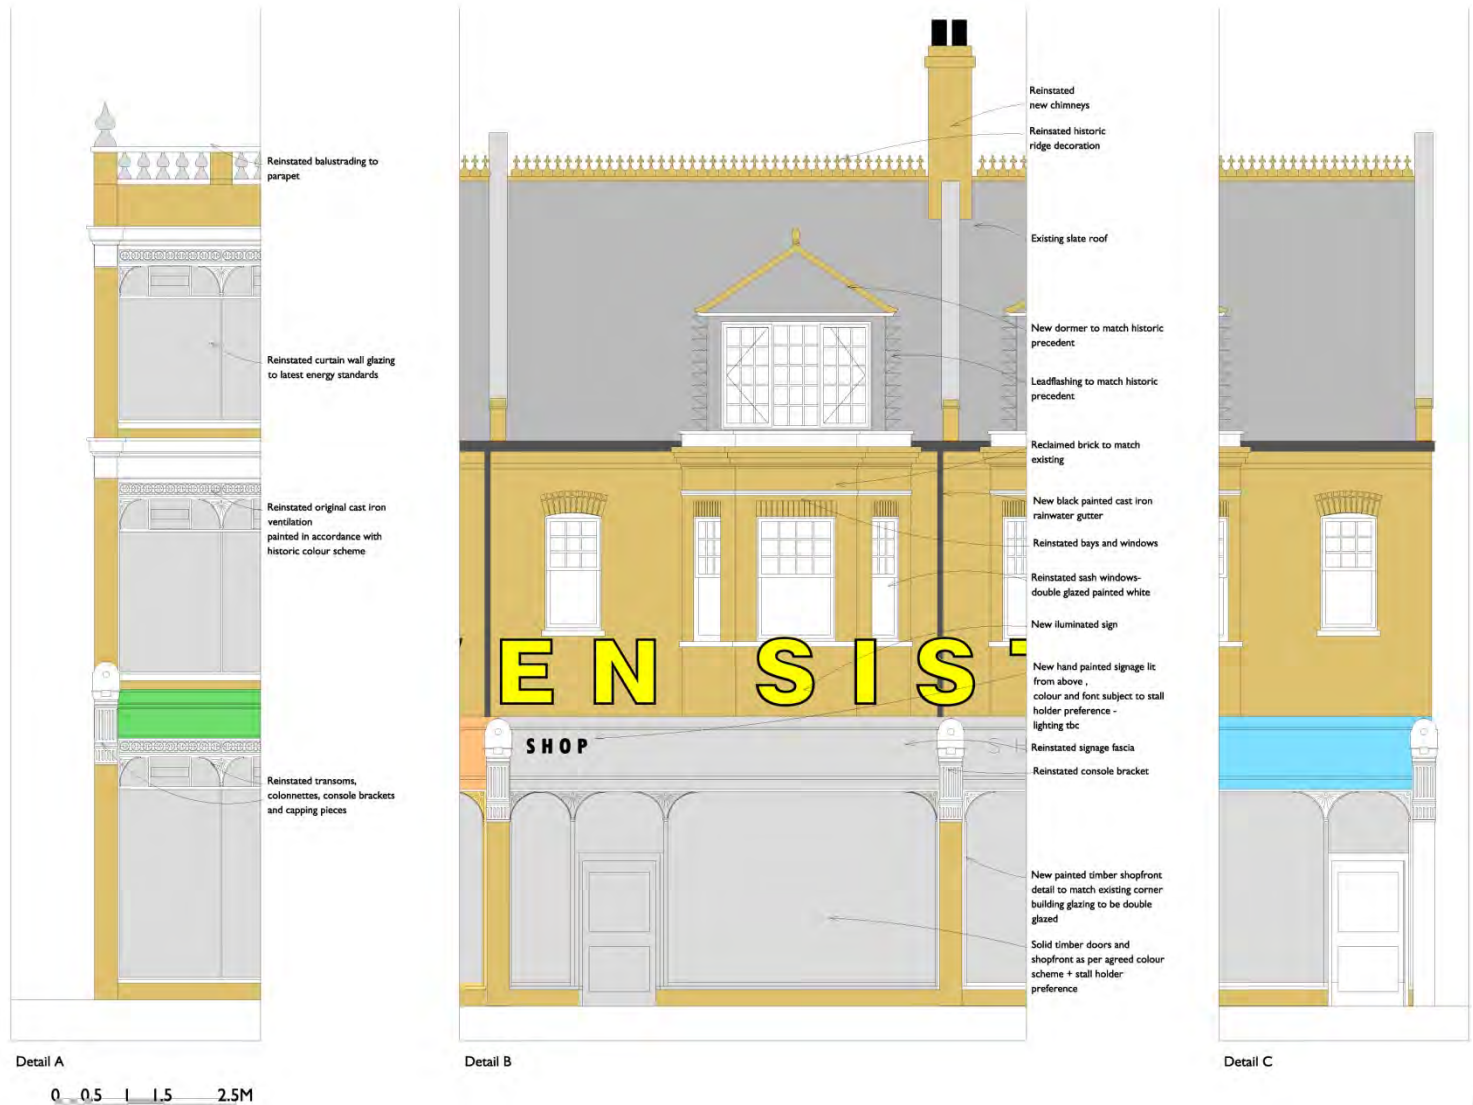 Reinstated balustrading to
parapet
Reinstated curtain wall glazing
to latest energy standards
Reinstated original cast iron
ventilation
painted in accordance with
historic colour scheme
Reinstated transoms,
colonnettes, console brackets
and capping pieces
Detail A
0 0.5 1 1.5 2.5M
Reinstated
new chimneys
Reinsated historic
ridge decoration
Existing slate roof
New dormer to match historic
precedent
Leadflashing to match historic
precedent
Reclaimed brick to match
existing
New black painted cast iron
rainwater gutter
Reinstated bays and windows
Reinstated sash windows-
double glazed painted white
New iluminated sign
New hand painted signage lit
from above ,
colour and font subject to stall
holder preference -
lighting tbc
Reinstated signage fascia
Reinstated console bracket
New painted timber shopfront
detail to match existing corner
building glazing to be double
glazed
Solid timber doors and
shopfront as per agreed colour
scheme + stall holder
preference
EN SIST
SHOP
SH
Detail B
Detail C